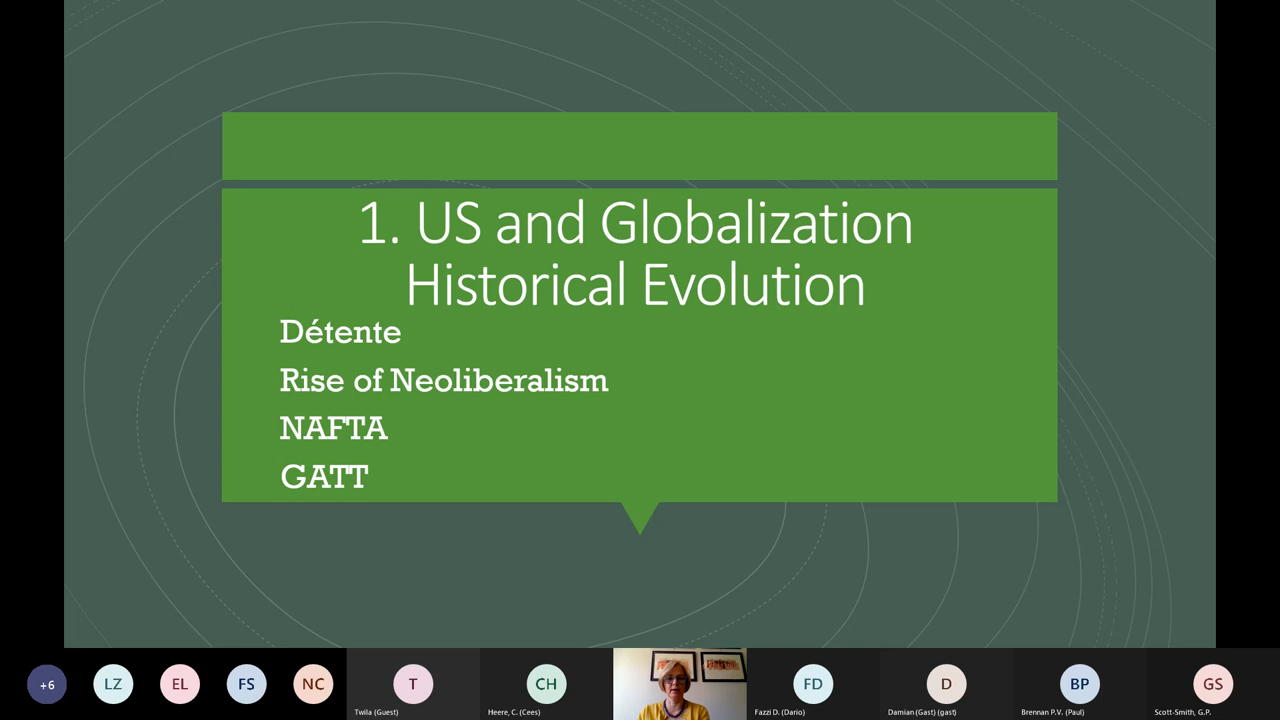 1. US and Globalization
Historical Evolution
Détente
Rise of Neoliberalism
NAFTA
GATT
+6
LZ
EL
FS
NC
T
CH
FD
D
BP
GS
Twila (Guest)
Heere, C. (Cees)
Fazzi D. (Dario)
Damian (Gast) (gast)
Brennan P.V. (Paul)
Scott-Smith, G.P.